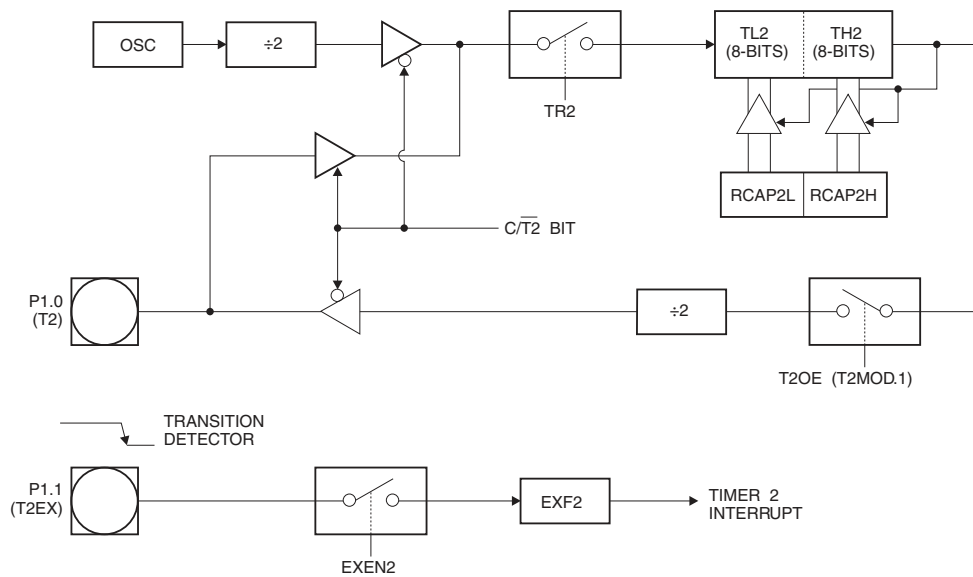 OSC
÷2
TR2
TL2
(8-BITS)
TH2
(8-BITS)
RCAP2L
RCAP2H
C/T2 BIT
P1.0
(T2)
÷2
T2OE (T2MOD.1)
TRANSITION
DETECTOR
P1.1
(T2EX)
EXEN2
EXF2
TIMER 2
INTERRUPT